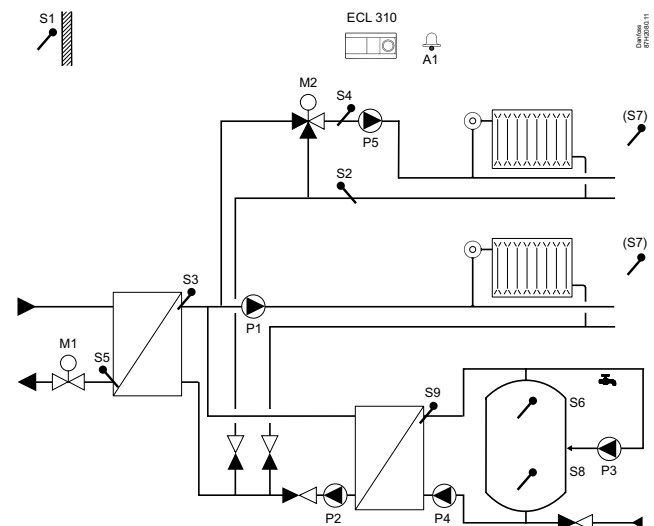 S1
ECL 310
A1
Danfoss
87H2080.11
M2
S4
P5
(S7)
S2
(S7)
S3
P1
M1
S5
S9
S6
S8
P3
P2
P4